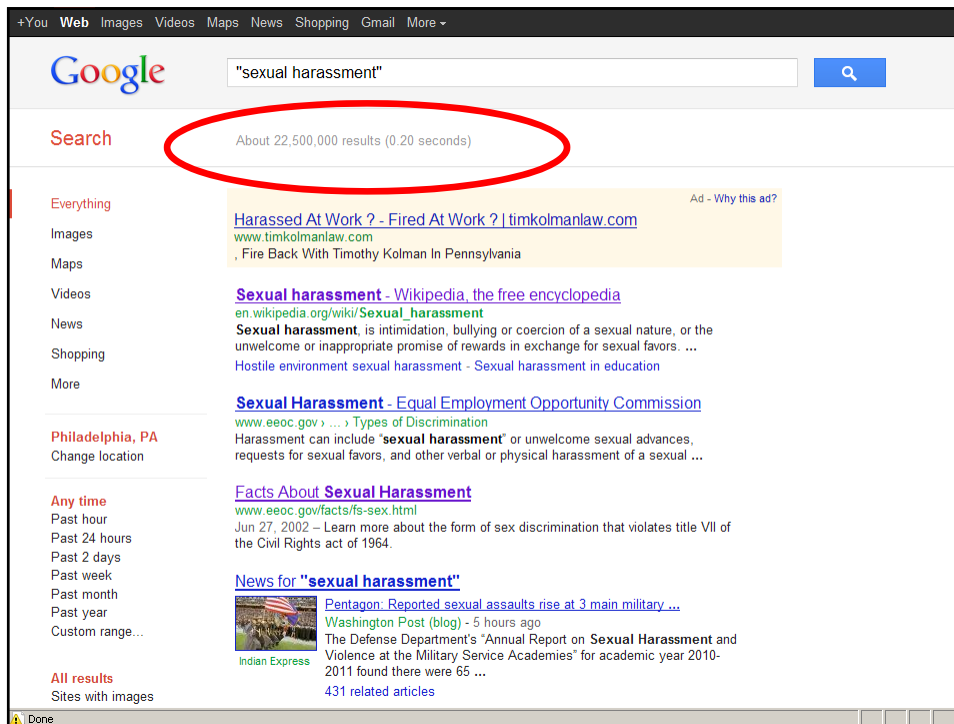 +You Web Images Videos Maps News Shopping Gmail More
Google
"sexual harassment"
Search
About 22,500,000 results (0.20 seconds)
Everything
Images
Maps
Videos
News
Shopping
More
Philadelphia, PA
Change location
Any time
Past hour
Past 24 hours
Past 2 days
Past week
Past month
Past year
Custom range...
All results
Sites with images
Ad - Why this ad?
Harassed At Work ? - Fired At Work ? | timkolmanlaw.com
www.timkolmanlaw.com
, Fire Back With Timothy Kolman In Pennsylvania
Sexual harassment - Wikipedia, the free encyclopedia
en.wikipedia.org/wiki/Sexual_harassment
Sexual harassment, is intimidation, bullying or coercion of a sexual nature, or the
unwelcome or inappropriate promise of rewards in exchange for sexual favors. ...
Hostile environment sexual harassment - Sexual harassment in education
Sexual Harassment - Equal Employment Opportunity Commission
www.eeoc.gov › ... › Types of Discrimination
Harassment can include “sexual harassment” or unwelcome sexual advances,
requests for sexual favors, and other verbal or physical harassment of a sexual ...
Facts About Sexual Harassment
www.eeoc.gov/facts/fs-sex.html
Jun 27, 2002 – Learn more about the form of sex discrimination that violates title VII of
the Civil Rights act of 1964.
News for "sexual harassment"
Indian Express
Pentagon: Reported sexual assaults rise at 3 main military ...
Washington Post (blog) - 5 hours ago
The Defense Department's “Annual Report on Sexual Harassment and
Violence at the Military Service Academies” for academic year 2010-
2011 found there were 65 ...
431 related articles
Done